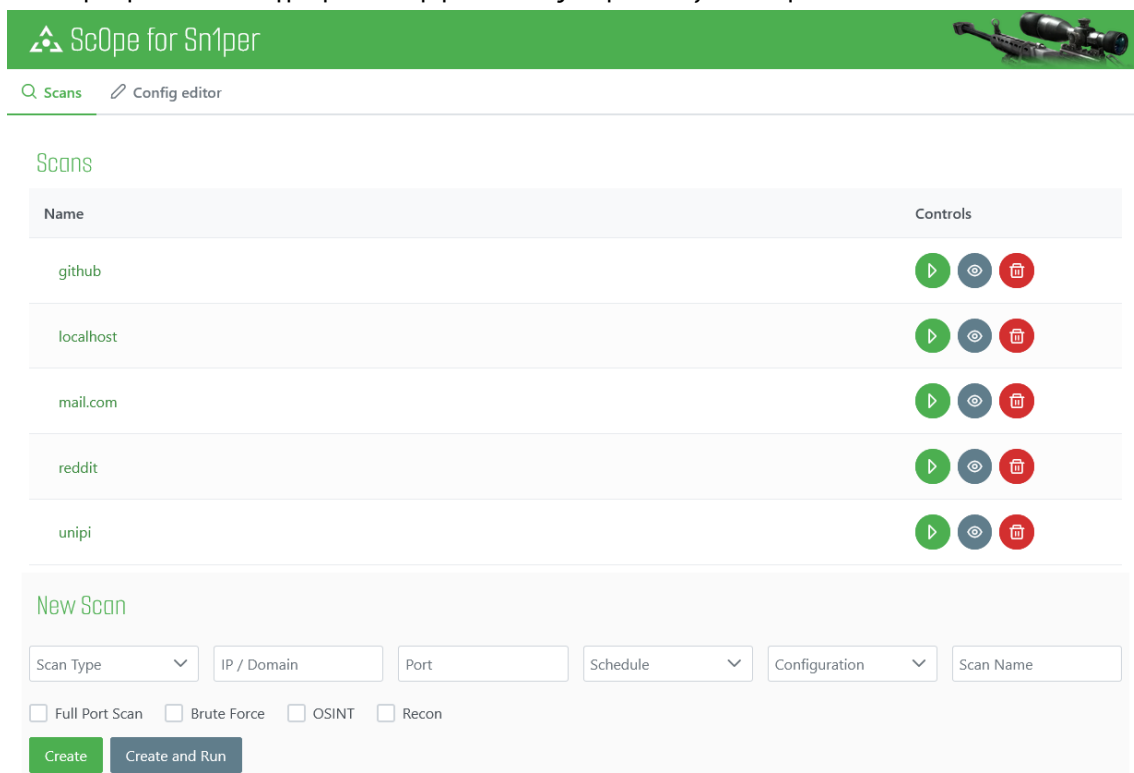 Sc0pe for Sn1per
Scans Config editor
Scans
Name Controls
github
localhost
mail.com
reddit
unipi
New Scan
Scan Type IP / Domain Port Schedule Configuration Scan Name
Full Port Scan Brute Force OSINT Recon
Create Create and Run